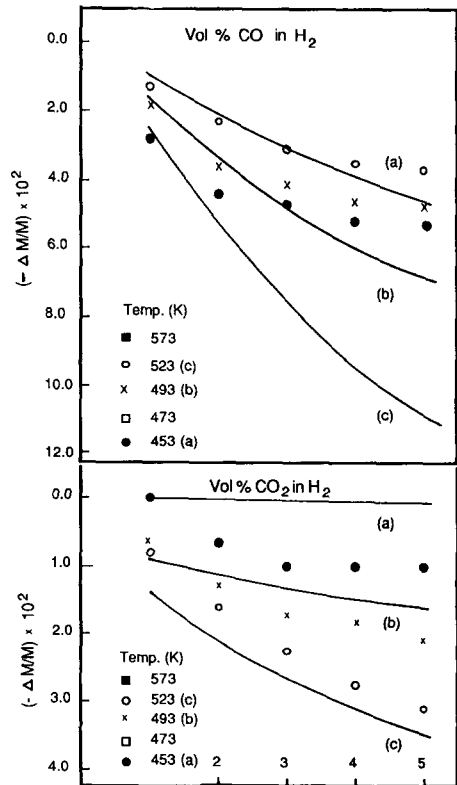 0.0
Vol % CO in H2
2.0
(a)
4.0
(- Δ M/M) × 10²
6.0
(b)
8.0
Temp. (K)
■ 573
○ 523 (c)
× 493 (b)
□ 473
● 453 (a)
10.0
(c)
12.0
Vol % CO2 in H2
0.0
(a)
1.0
(- Δ M/M) × 10²
(b)
2.0
Temp. (K)
■ 573
○ 523 (c)
× 493 (b)
□ 473
● 453 (a)
3.0
(c)
4.0
2 3 4 5